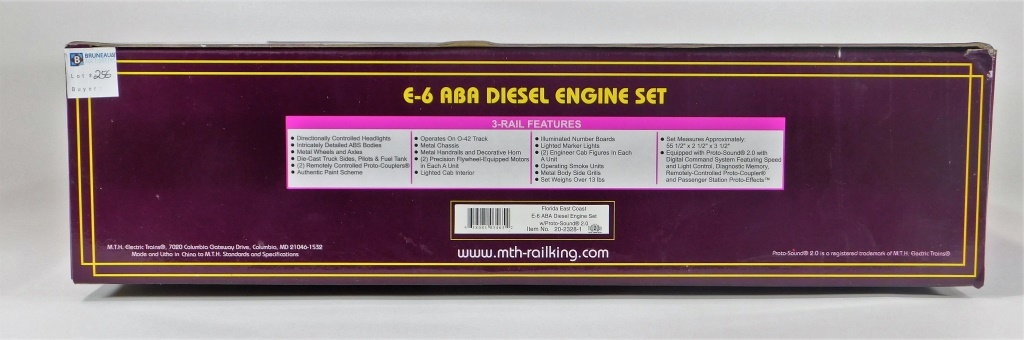 BRUNEAU&
Lot # 256
Buyer:
E-6 ABA DIESEL ENGINE SET
3-RAIL FEATURES
• Directionally Controlled Headlights
• Intricately Detailed ABS Bodies
• Metal Wheels and Axles
• Die-Cast Truck Sides, Pilots & Fuel Tank
• (2) Remotely Controlled Proto-Couplers®
• Authentic Paint Scheme
• Operates On O-42 Track
• Metal Chassis
• Metal Handrails and Decorative Horn
• (2) Precision Flywheel-Equipped Motors
in Each A Unit
• Lighted Cab Interior
• Illuminated Number Boards
• Lighted Marker Lights
• (2) Engineer Cab Figures In Each
A Unit
• Operating Smoke Units
• Metal Body Side Grills
• Set Weighs Over 13 lbs
• Set Measures Approximately:
55 1/2" x 2 1/2" x 3 1/2"
• Equipped with Proto-Sound® 2.0 with
Digital Command System Featuring Speed
and Light Control, Diagnostic Memory,
Remotely-Controlled Proto-Coupler®
and Passenger Station Proto-Effects™
Florida East Coast
E-6 ABA Diesel Engine Set
w/Proto-Sound® 2.0
Item No. 20-2328-1
M.T.H. Electric Trains®, 7020 Columbia Gateway Drive, Columbia, MD 21046-1532
Made and Litho in China to M.T.H. Standards and Specifications
www.mth-railking.com
Proto-Sound® 2.0 is a registered trademark of M.T.H. Electric Trains®